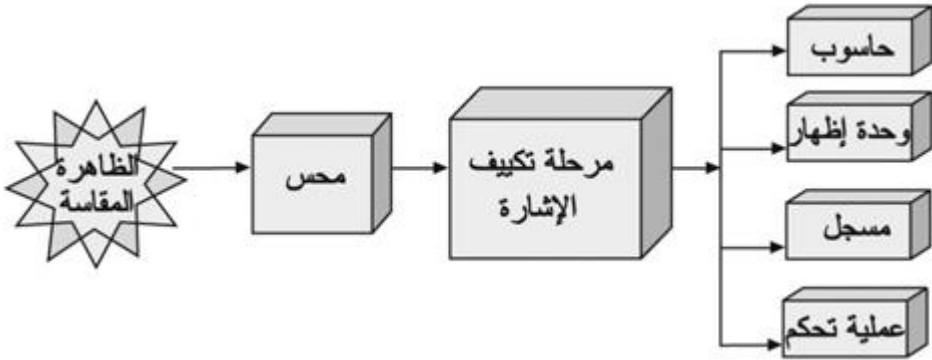 الظاهرة
المقاسة
محس
مرحلة تكييف
الإشارة
حاسوب
وحدة إظهار
مسجل
عملية تحكم